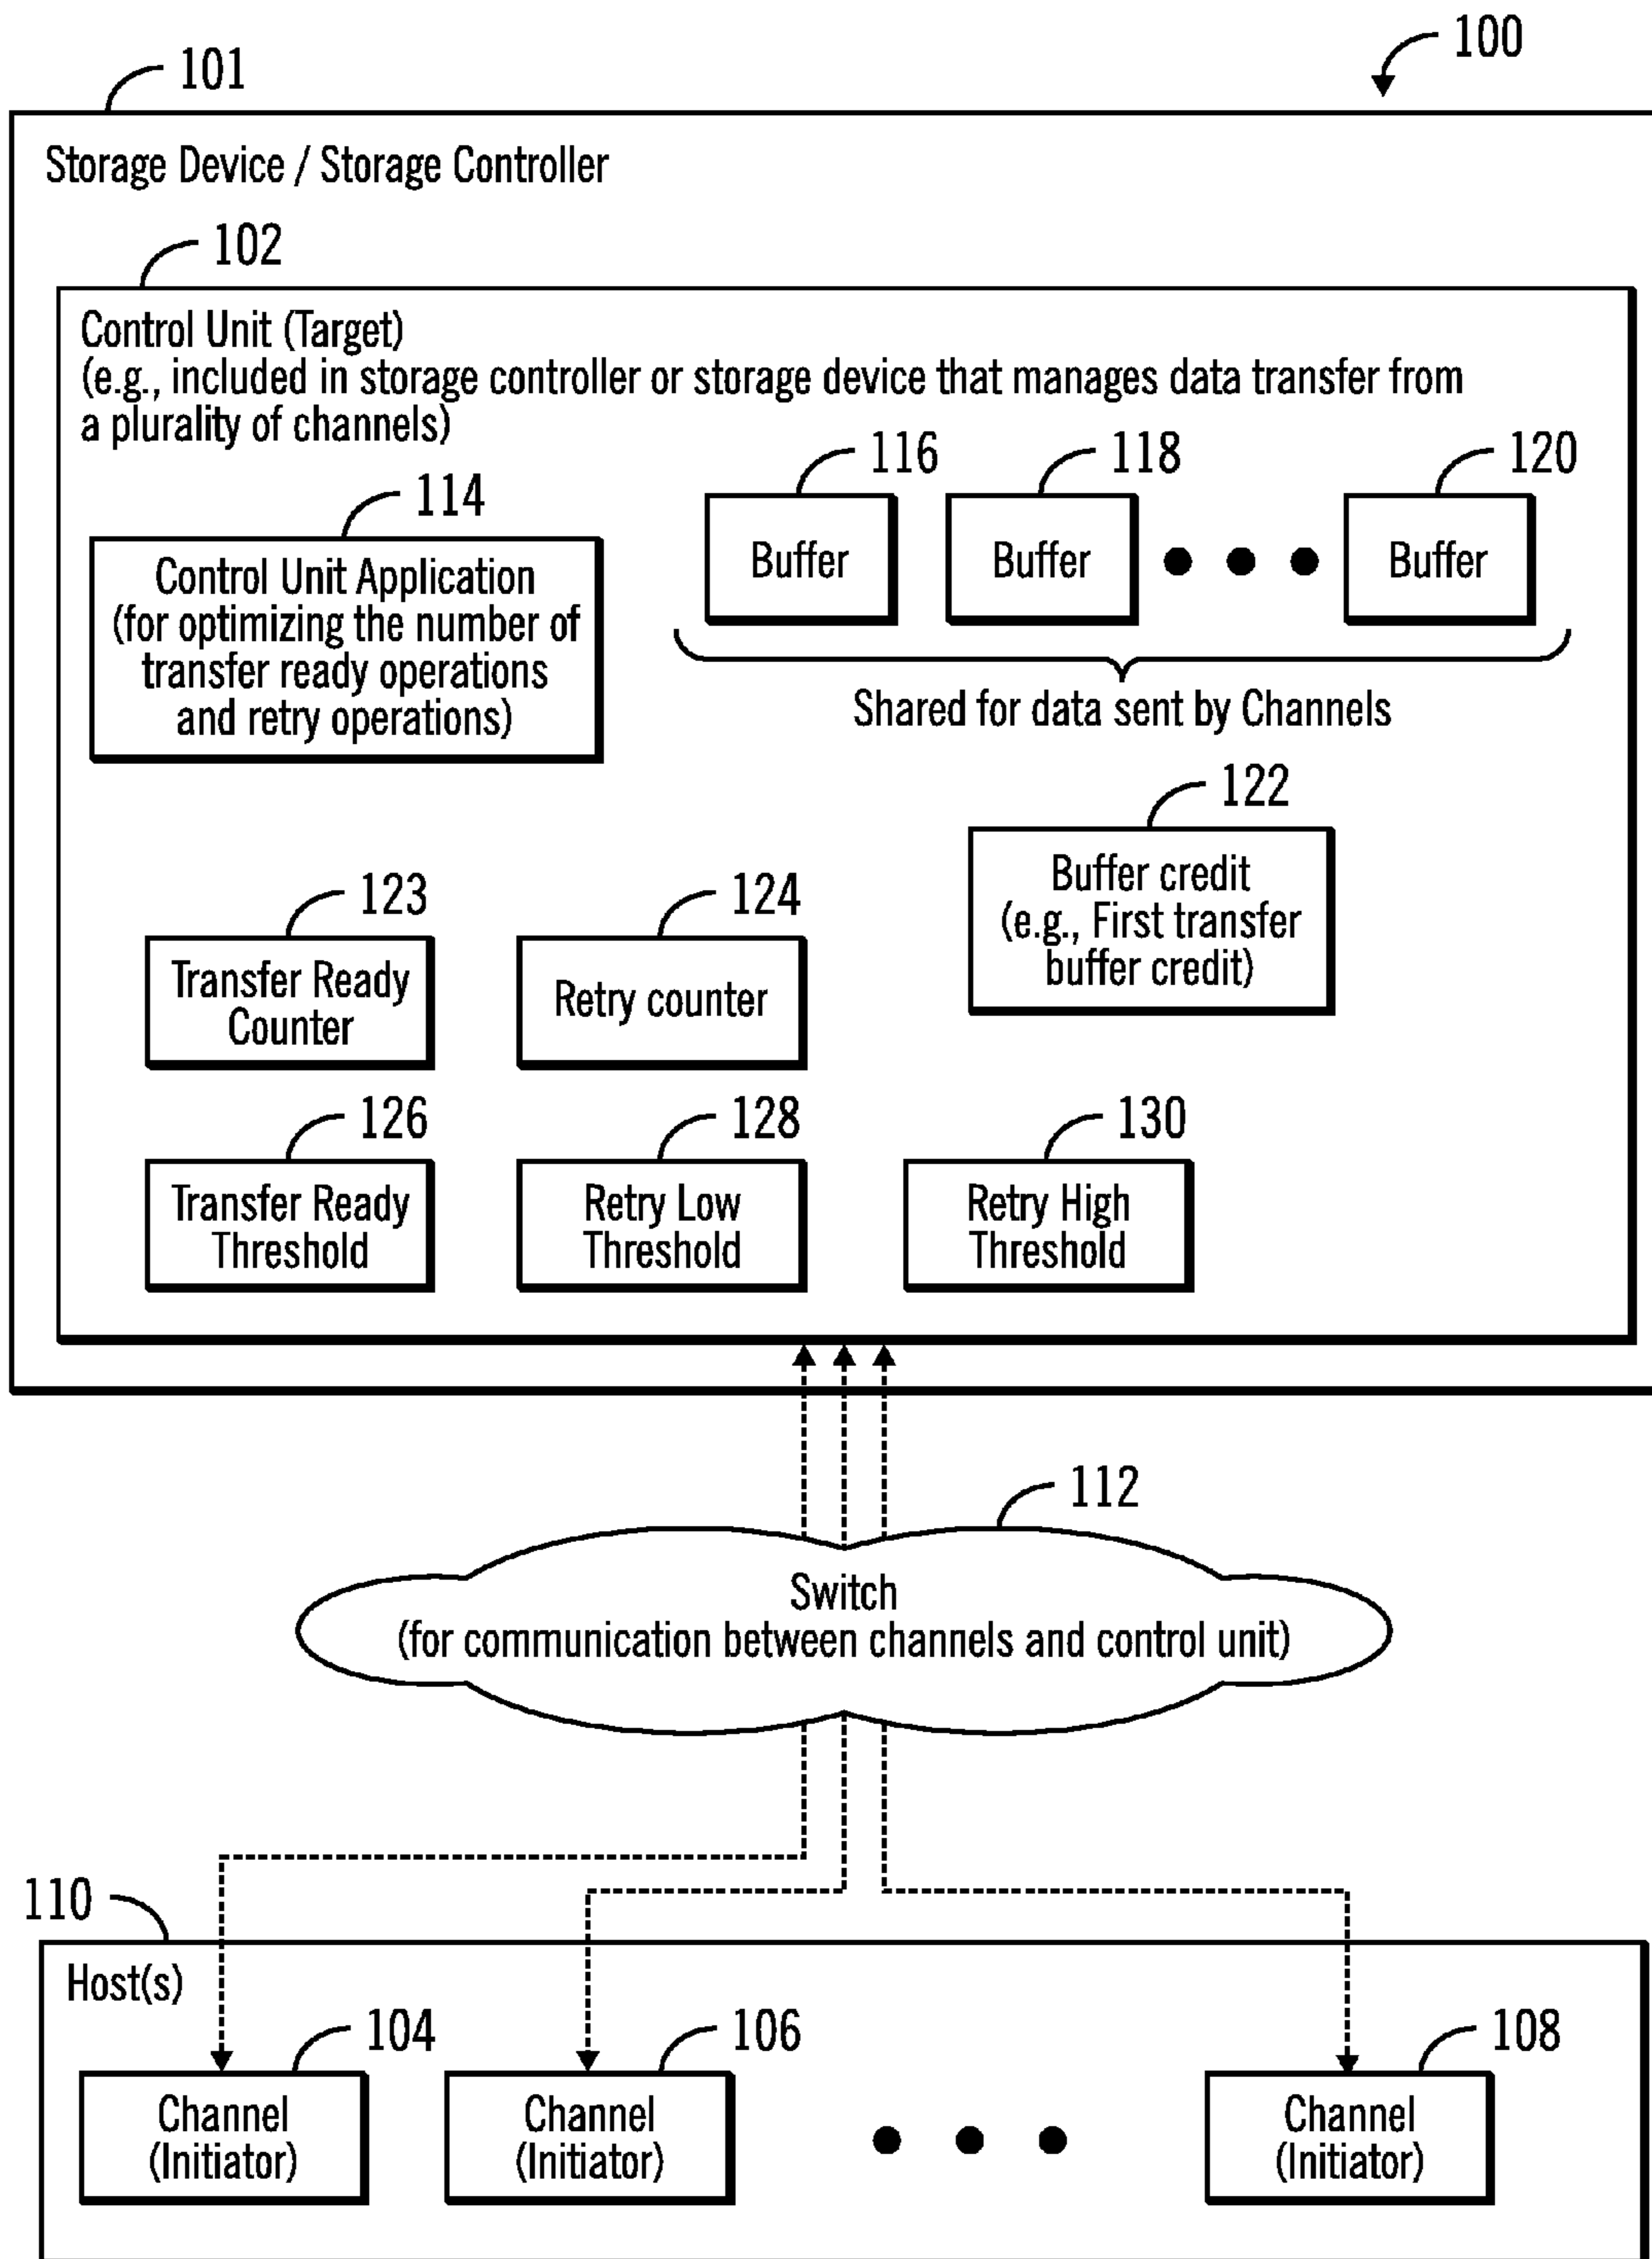 100
101
Storage Device / Storage Controller
102
Control Unit (Target)
(e.g., included in storage controller or storage device that manages data transfer from
a plurality of channels)
116
118
120
114
Buffer
Buffer
Buffer
Control Unit Application
(for optimizing the number of
transfer ready operations
and retry operations)
Shared for data sent by Channels
122
Buffer credit
(e.g., First transfer
buffer credit)
123
124
Transfer Ready
Counter
Retry counter
126
128
130
Transfer Ready
Threshold
Retry Low
Threshold
Retry High
Threshold
112
Switch
(for communication between channels and control unit)
110
Host(s)
104
106
108
Channel
(Initiator)
Channel
(Initiator)
Channel
(Initiator)